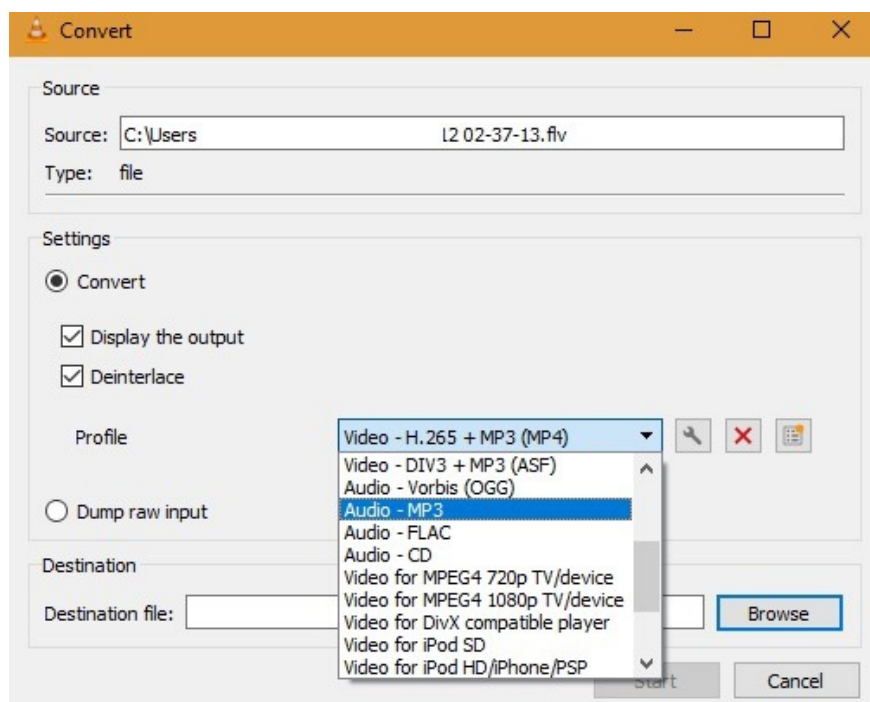 Convert
Source
Source: C:\Users 12 02-37-13.flv
Type: file
Settings
Convert
Display the output
Deinterlace
Profile Video - H.265 + MP3 (MP4)
Video - DIV3 + MP3 (ASF)
Audio - Vorbis (OGG)
Audio - MP3
Dump raw input
Audio - FLAC
Audio - CD
Destination
Video for MPEG4 720p TV/device
Video for MPEG4 1080p TV/device
Destination file: Browse
Video for DivX compatible player
Video for iPod SD
Video for iPod HD/iPhone/PSP
Start Cancel